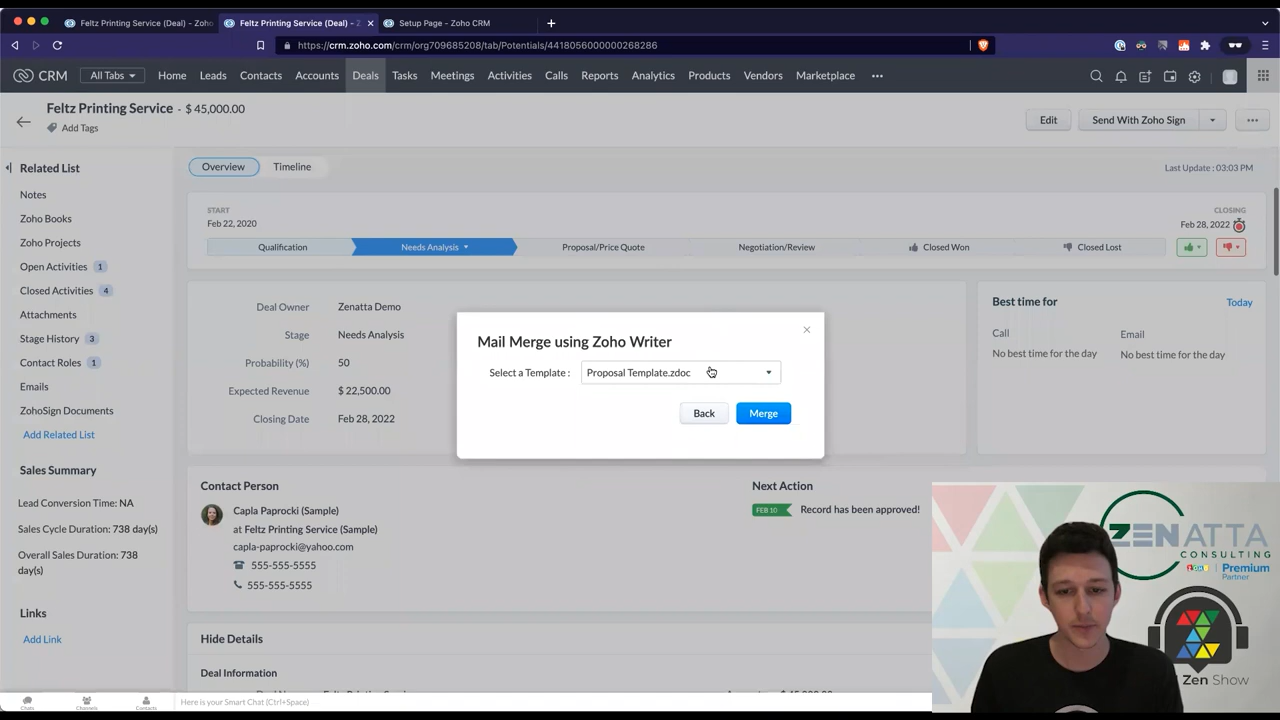 Feltz Printing Service (Deal) - Zoho
Feltz Printing Service (Deal) - Z
Setup Page - Zoho CRM
https://crm.zoho.com/crm/org709685208/tab/Potentials/4418056000000268286
CRM
All Tabs
Home
Leads
Contacts
Accounts
Deals
Tasks
Meetings
Activities
Calls
Reports
Analytics
Products
Vendors
Marketplace
Feltz Printing Service - $ 45,000.00
Add Tags
Edit
Send With Zoho Sign
Related List
Notes
Zoho Books
Zoho Projects
Open Activities 1
Closed Activities 4
Attachments
Stage History 3
Contact Roles 1
Emails
ZohoSign Documents
Add Related List
Sales Summary
Lead Conversion Time: NA
Sales Cycle Duration: 738 day(s)
Overall Sales Duration: 738
day(s)
Links
Add Link
Overview
Timeline
Last Update : 03:03 PM
START
Feb 22, 2020
CLOSING
Feb 28, 2022
Qualification
Needs Analysis
Proposal/Price Quote
Negotiation/Review
Closed Won
Closed Lost
Deal Owner Zenatta Demo
Stage Needs Analysis
Probability (%) 50
Expected Revenue $ 22,500.00
Closing Date Feb 28, 2022
Best time for
Today
Call
No best time for the day
Email
No best time for the day
Mail Merge using Zoho Writer
Select a Template : Proposal Template.zdoc
Back
Merge
Contact Person
Capla Paprocki (Sample)
at Feltz Printing Service (Sample)
capla-paprocki@yahoo.com
555-555-5555
555-555-5555
Next Action
FEB 10 Record has been approved!
Hide Details
Deal Information
Chats
Channels
Contacts
Here is your Smart Chat (Ctrl+Space)
ZENATTA
CONSULTING
ZOHO Premium
Partner
Zen Show